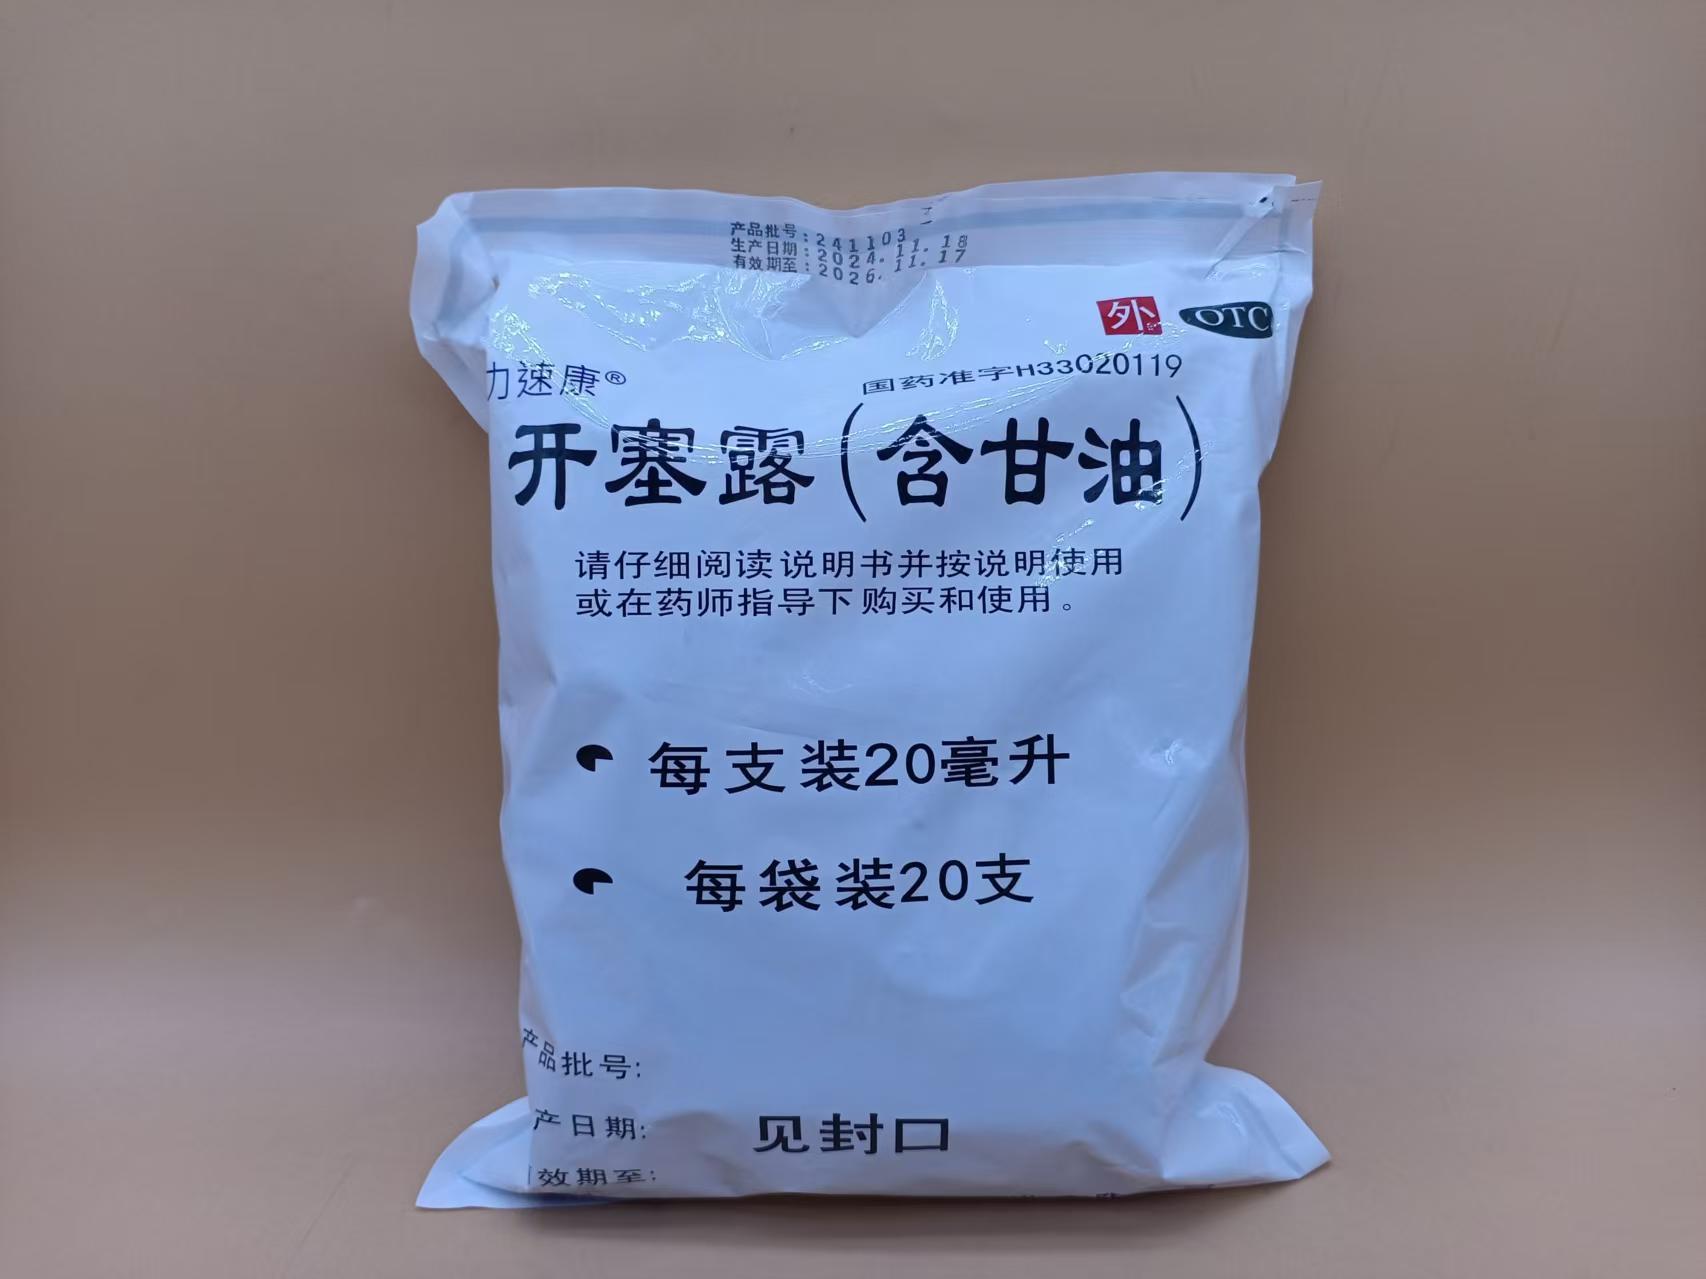 产品批号：241103
生产日期：2024.11.18
有效期至：2026.11.17
外 OTC
力速康®
国药准字H33020119
开塞露（含甘油）
请仔细阅读说明书并按说明使用
或在药师指导下购买和使用。
每支装20毫升
每袋装20支
产品批号：
产日期：
见封口
效期至：